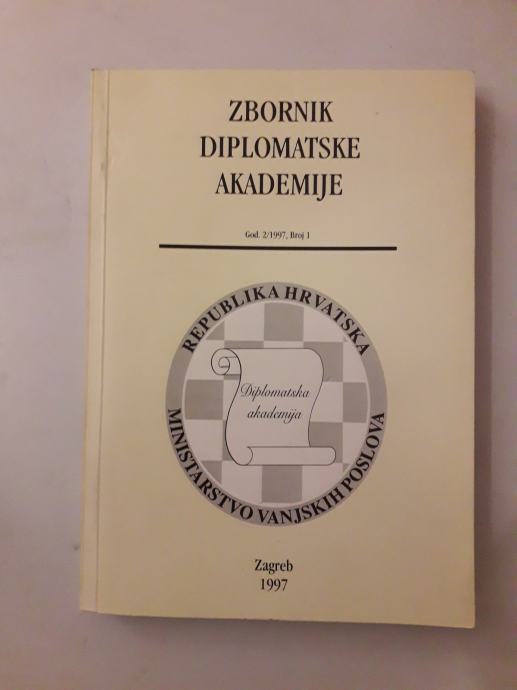 ZBORNIK
DIPLOMATSKE
AKADEMIJE
God. 2/1997, Broj 1
REPUBLIKA HRVATSKA
Diplomatska
akademija
MINISTARSTVO VANJSKIH POSLOVA
Zagreb
1997